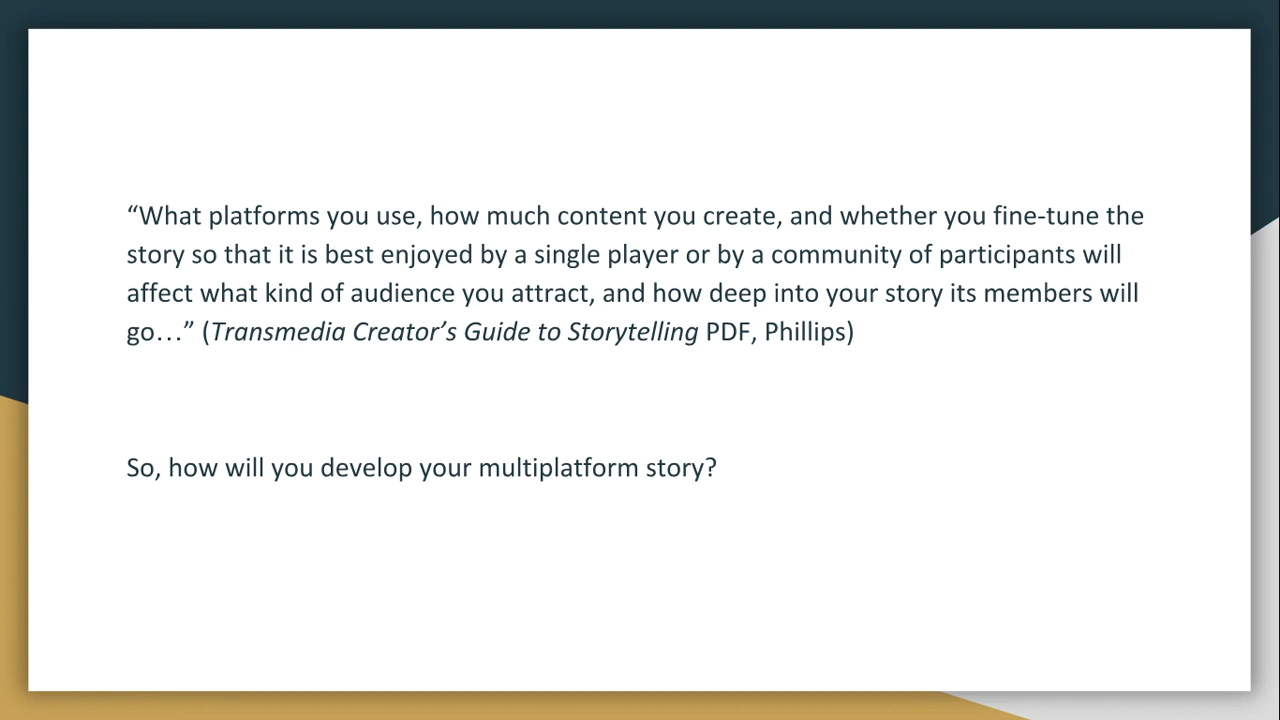 “What platforms you use, how much content you create, and whether you fine-tune the
story so that it is best enjoyed by a single player or by a community of participants will
affect what kind of audience you attract, and how deep into your story its members will
go…” (Transmedia Creator’s Guide to Storytelling PDF, Phillips)
So, how will you develop your multiplatform story?